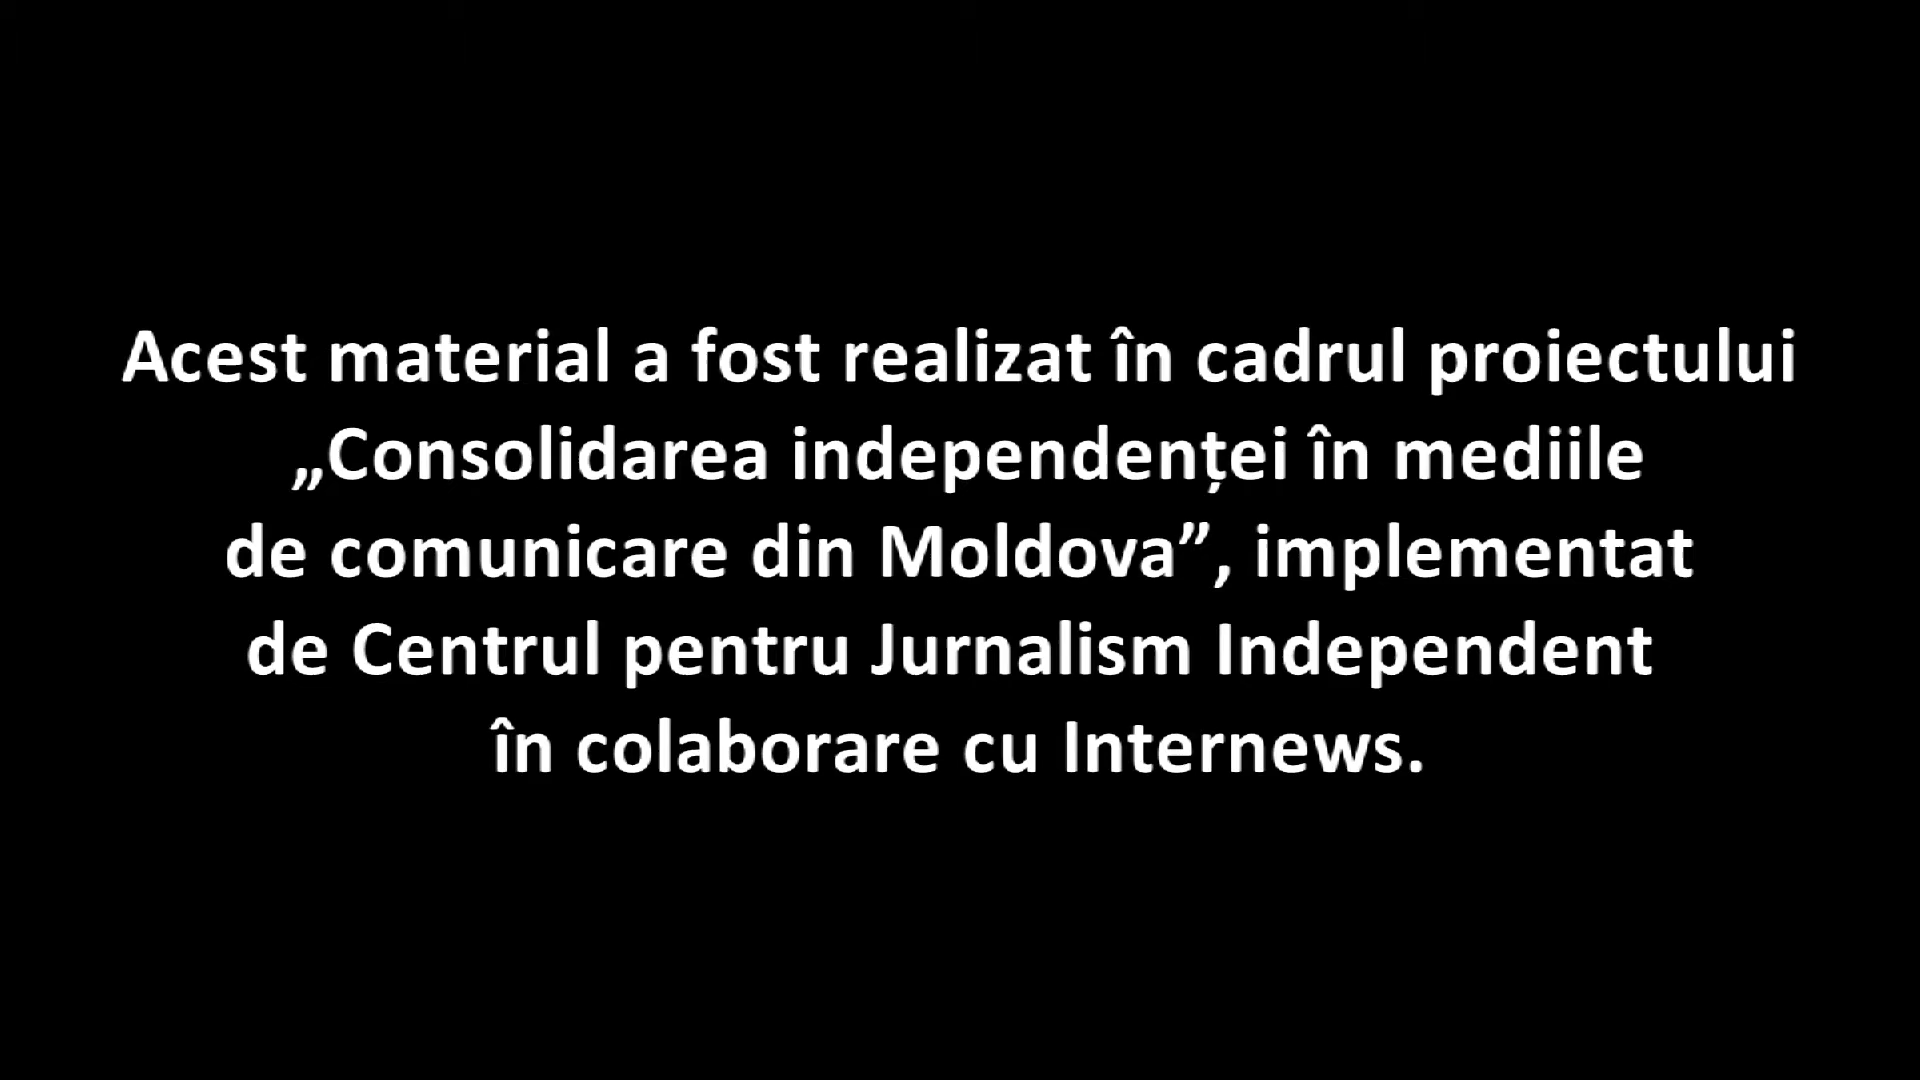 Acest material a fost realizat în cadrul proiectului
„Consolidarea independenței în mediile
de comunicare din Moldova”, implementat
de Centrul pentru Jurnalism Independent
în colaborare cu Internews.